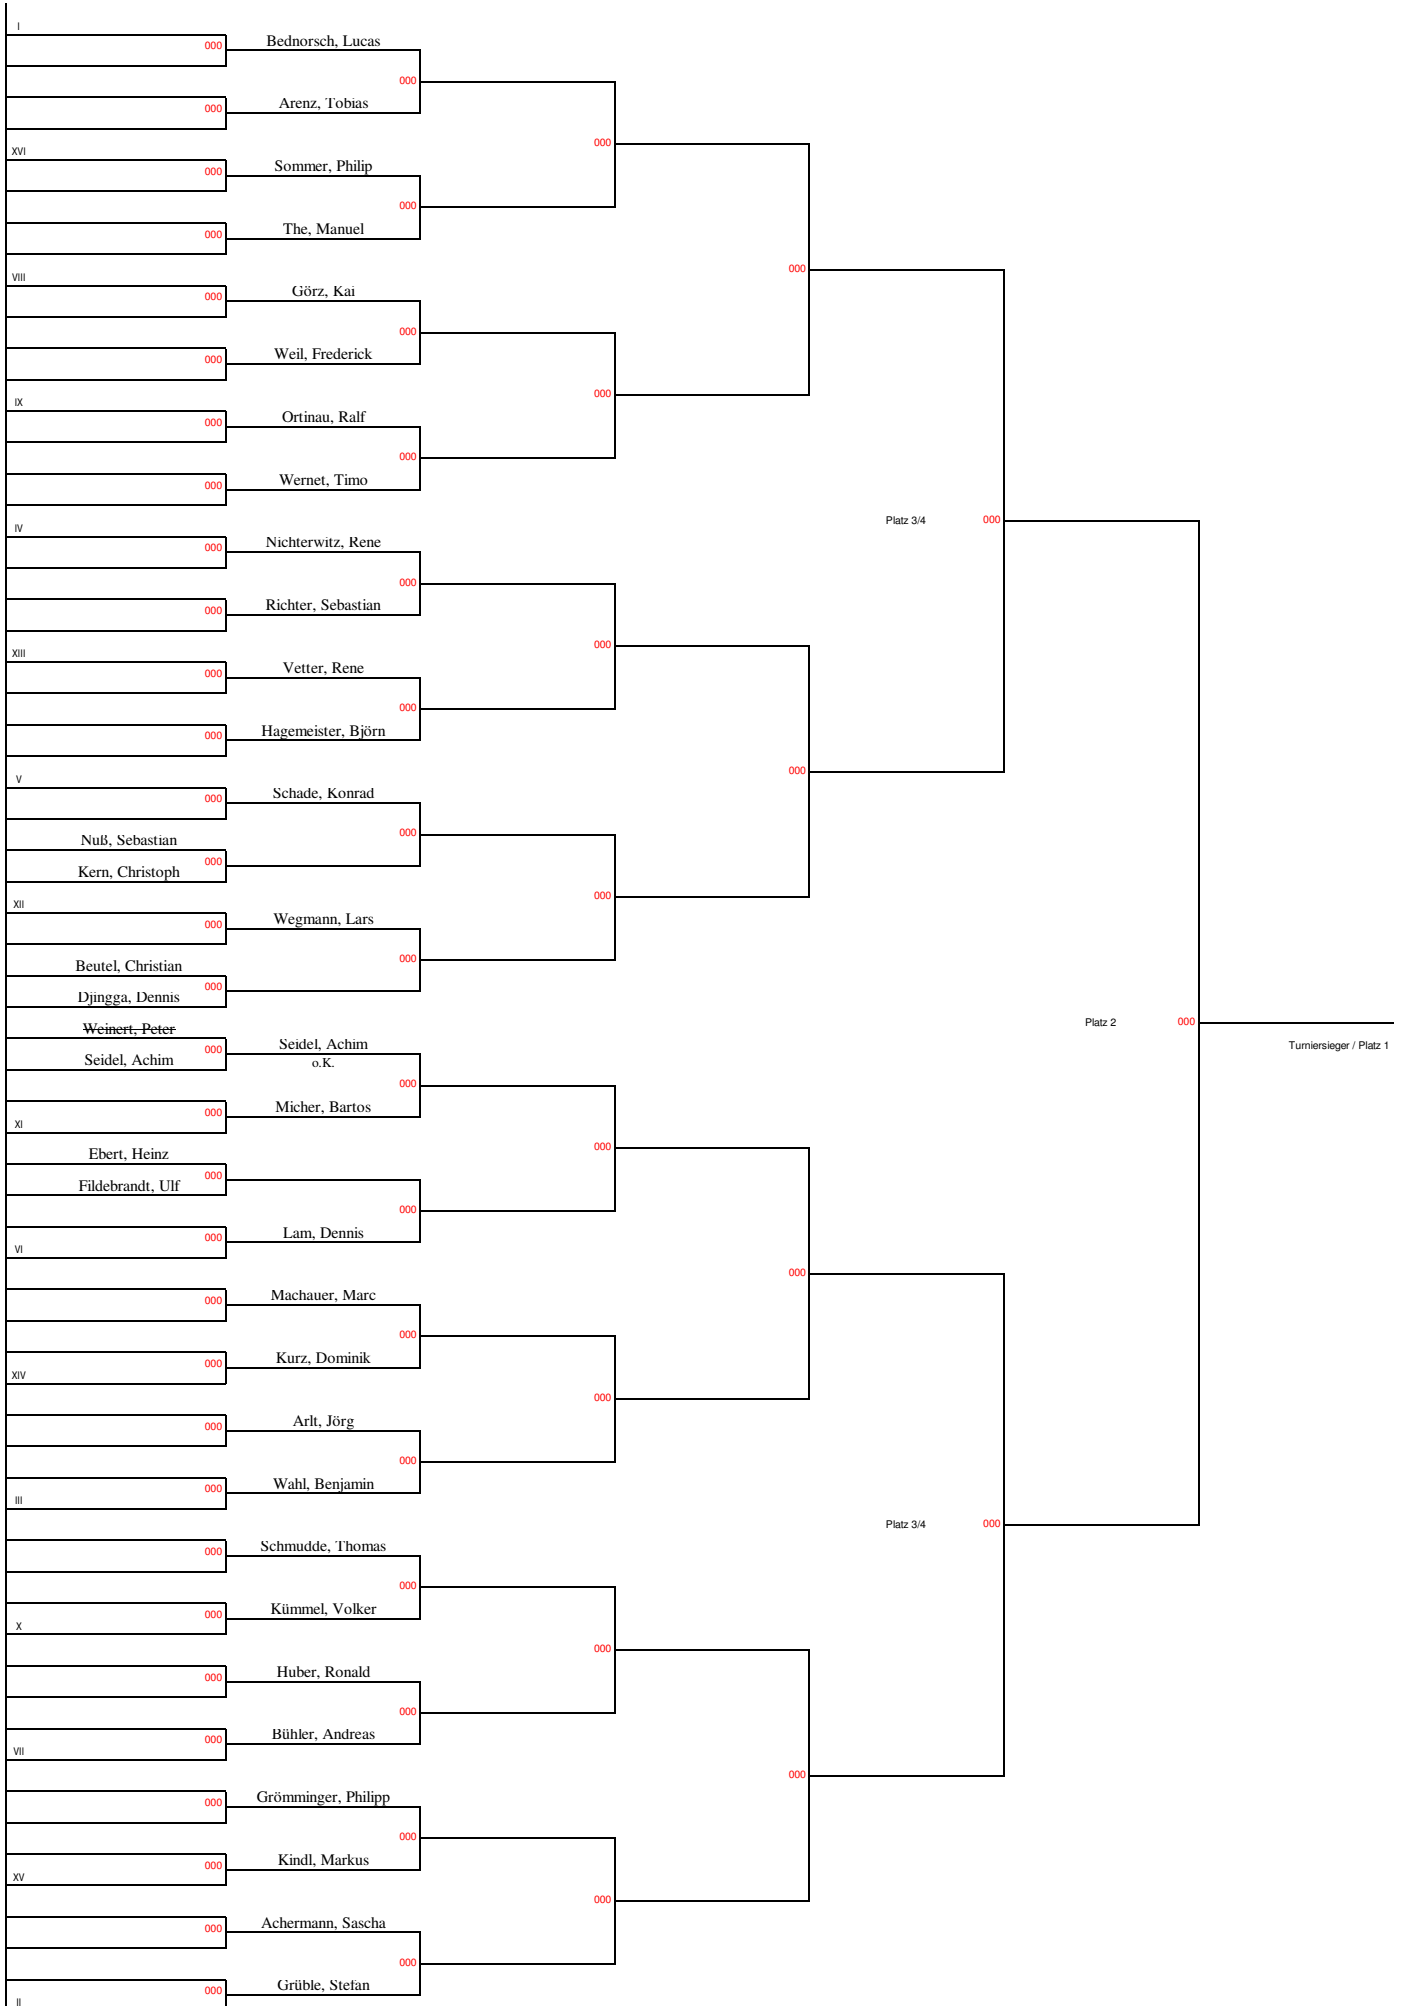 I
000 Bednorsch, Lucas
000
000 Arenz, Tobias
000
XVI
000 Sommer, Philip
000
000 The, Manuel
000
VIII
000 Görz, Kai
000
000 Weil, Frederick
000
IX
000 Ortinau, Ralf
000
000 Wernet, Timo
Platz 3/4 000
IV
000 Nichterwitz, Rene
000
000 Richter, Sebastian
000
XIII
000 Vetter, Rene
000
000 Hagemeister, Björn
000
V
000 Schade, Konrad
000
Nuß, Sebastian
000
Kern, Christoph
000
XII
000 Wegmann, Lars
000
Beutel, Christian
000
Djingga, Dennis
Platz 2 000
Turniersieger / Platz 1
Weinert, Peter
000 Seidel, Achim
Seidel, Achim
o.K.
000
000 Micher, Bartos
XI
000
Ebert, Heinz
000
Fildebrandt, Ulf
000
000 Lam, Dennis
VI
000
000 Machauer, Marc
000
000 Kurz, Dominik
XIV
000
000 Arlt, Jörg
000
000 Wahl, Benjamin
III
Platz 3/4 000
000 Schmudde, Thomas
000
000 Kümmel, Volker
X
000
000 Huber, Ronald
000
000 Bühler, Andreas
VII
000
000 Grömminger, Philipp
000
000 Kindl, Markus
XV
000
000 Achermann, Sascha
000
000 Grüble, Stefan
II